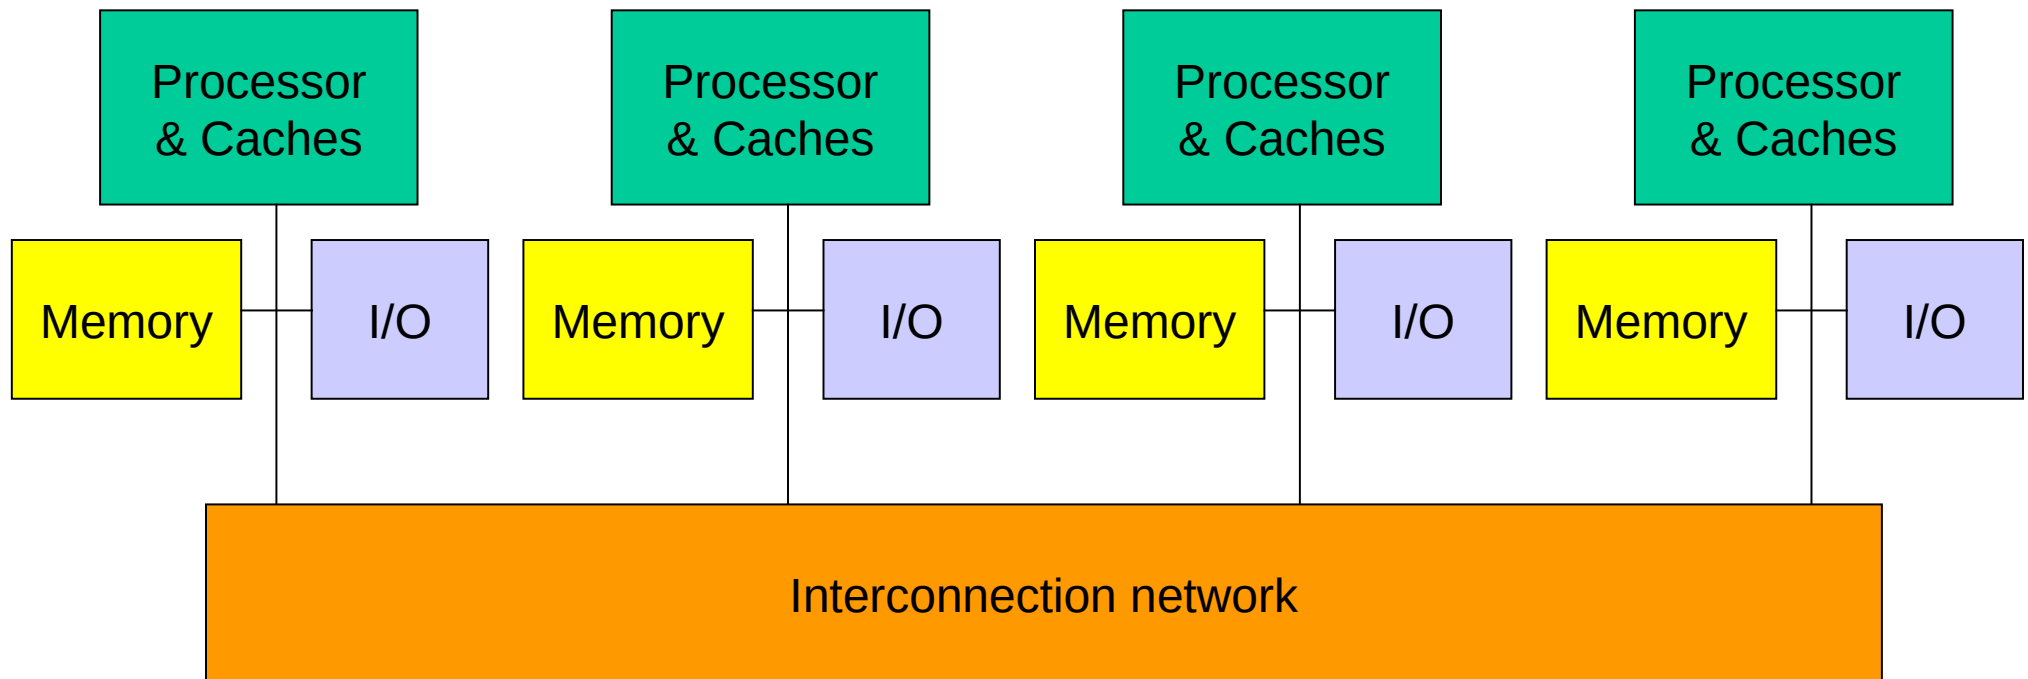 Processor
& Caches
Processor
& Caches
Processor
& Caches
Processor
& Caches
Memory
I/O
Memory
I/O
Memory
I/O
Memory
I/O
Interconnection network